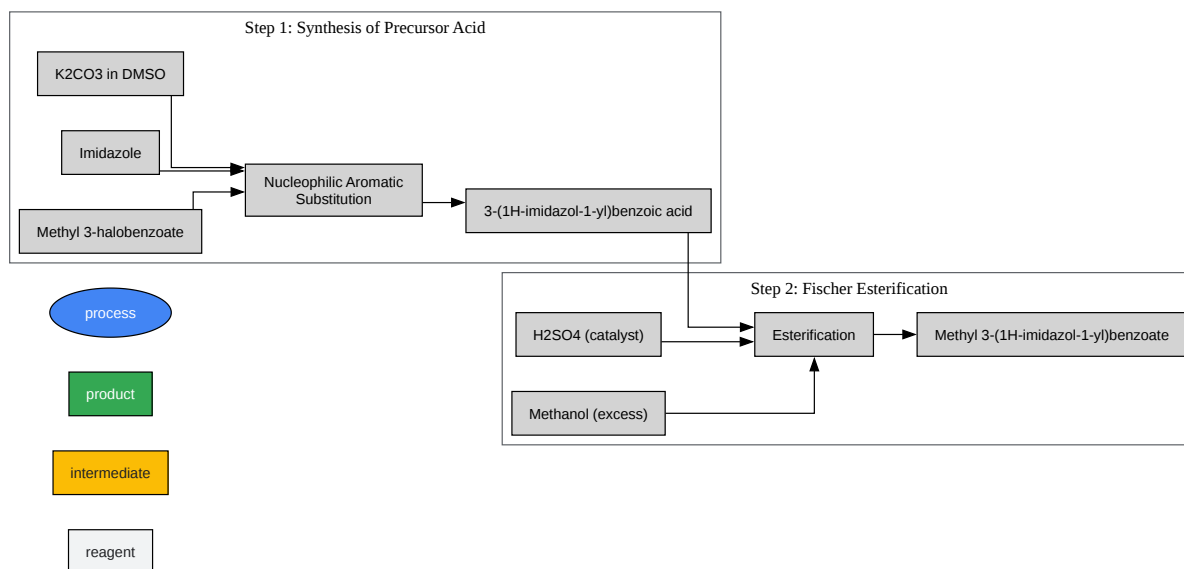 Step 1: Synthesis of Precursor Acid
K2CO3 in DMSO
Imidazole
Methyl 3-halobenzoate
Nucleophilic Aromatic
Substitution
3-(1H-imidazol-1-yl)benzoic acid
Step 2: Fischer Esterification
H2SO4 (catalyst)
Methanol (excess)
Esterification
Methyl 3-(1H-imidazol-1-yl)benzoate
process
product
intermediate
reagent